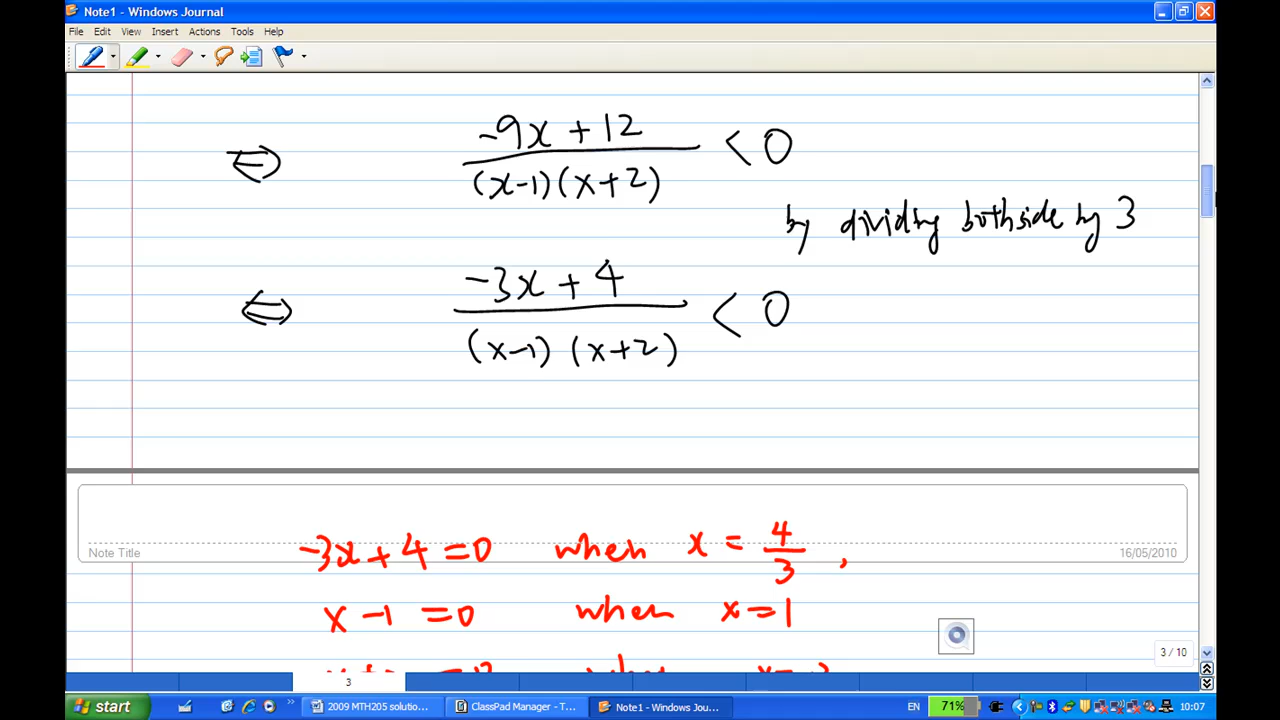 Note1 - Windows Journal
File Edit View Insert Actions Tools Help
⇔ -9x + 12 / (x-1)(x+2) < 0
by dividing bothside by 3
⇔ -3x + 4 / (x-1) (x+2) < 0
Note Title
16/05/2010
-3x + 4 = 0 when x = 4/3 ,
x - 1 = 0 when x = 1
3 / 10
3
start
2009 MTH205 solutio...
ClassPad Manager - T...
Note1 - Windows Jou...
EN
71%
10:07